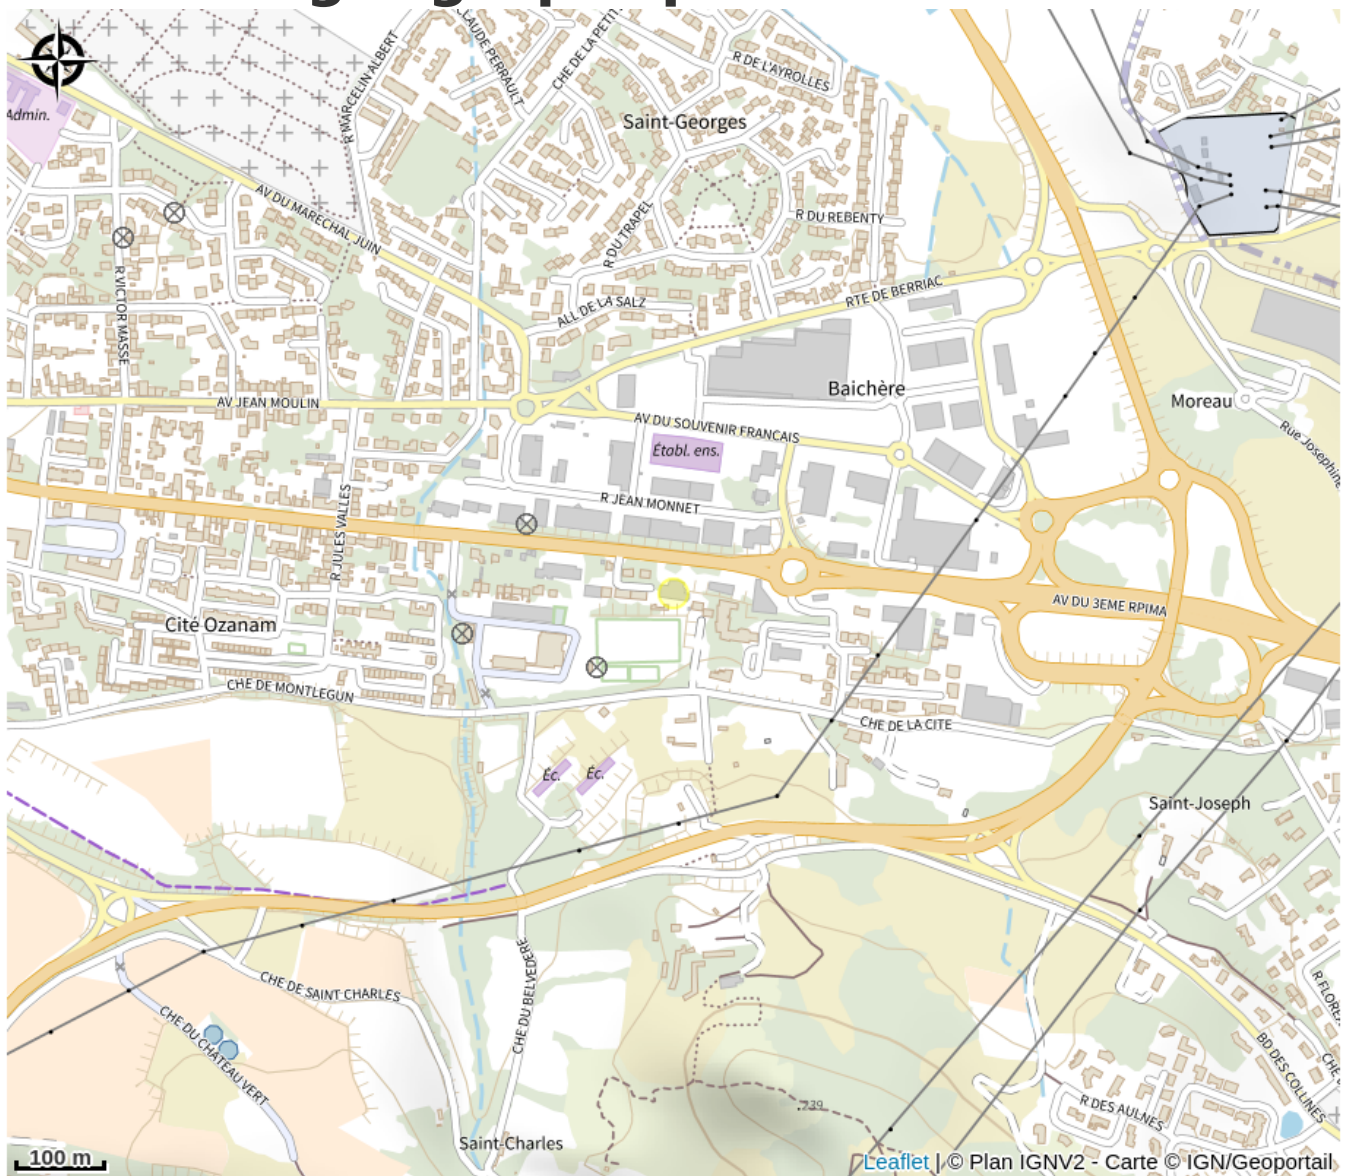 Admin.
R MARCELIN ALBERT
CLAUDE PERRAULT
CHE DE LA PETIT
R DE L'AYROLLES
Saint-Georges
AV DU MARECHAL JUIN
R DU TRAPEL
R DU REBENTY
R VICTOR MASSE
ALL DE LA SALZ
RTE DE BERRIAC
Baichère
Moreau
AV JEAN MOULIN
AV DU SOUVENIR FRANCAIS
Rue Josephine
Établ. ens.
R JEAN MONNET
R JULES VALLES
AV DU 3EME RPIMA
Cité Ozanam
CHE DE MONTLEGUN
CHE DE LA CITE
Éc.
Éc.
Saint-Joseph
CHE DE SAINT CHARLES
CHE DU BELVEDERE
CHE DU CHATEAU VERT
R FLORE
BD DES COLLINES
CHE
239
R DES AULNES
Saint-Charles
100 m
Leaflet | © Plan IGNV2 - Carte © IGN/Geoportail